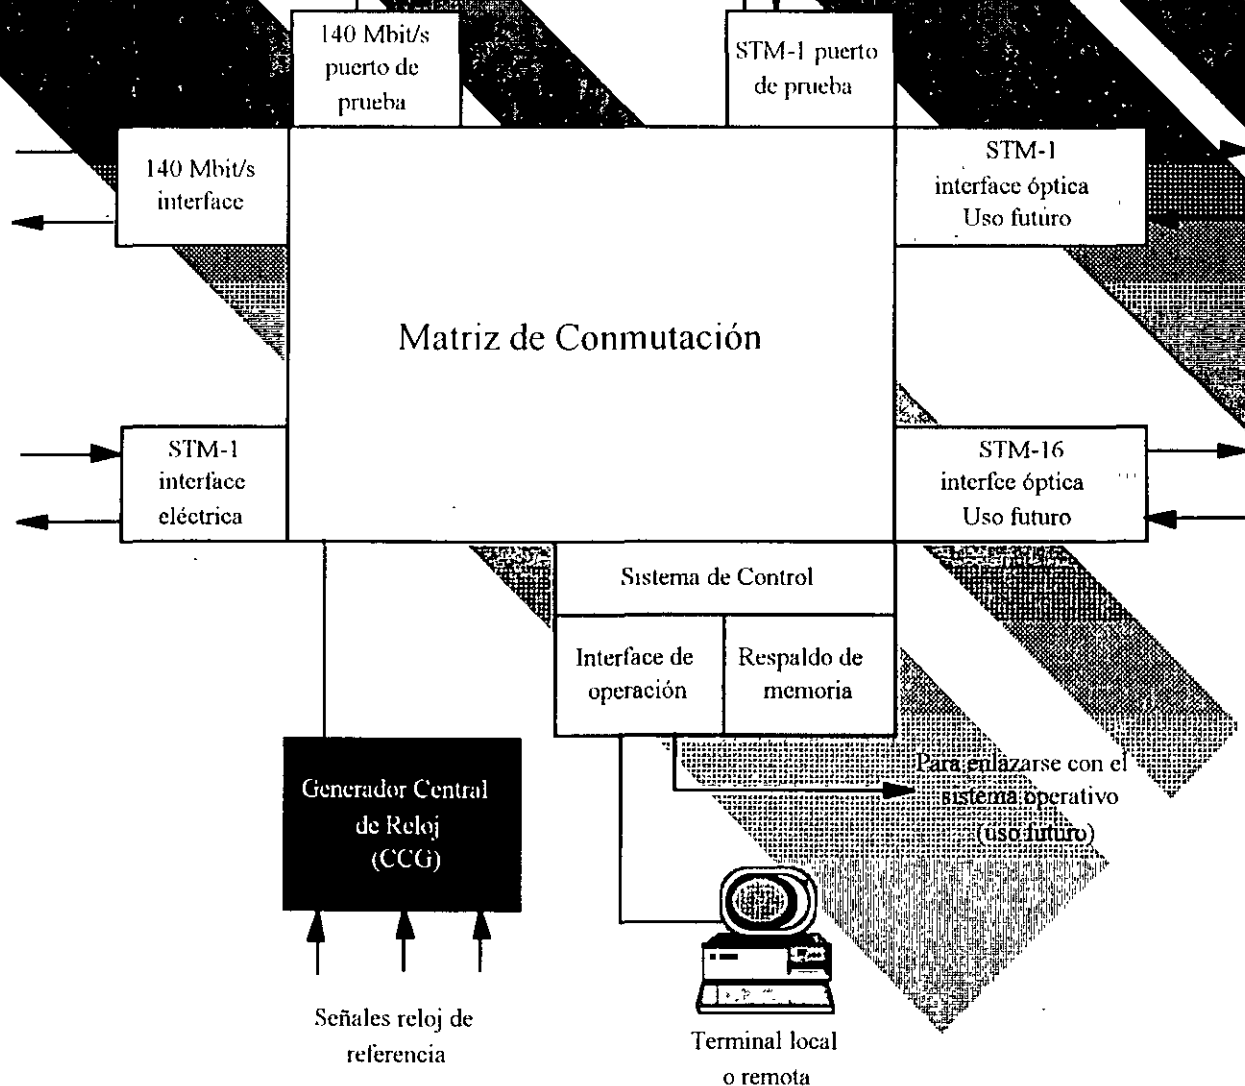 140 Mbit/s
puerto de
prueba
STM-1 puerto
de prueba
140 Mbit/s
interface
STM-1
interface óptica
Uso futuro
Matriz de Conmutación
STM-1
interface
eléctrica
STM-16
interfce óptica
Uso futuro
Sistema de Control
Interface de
operación
Respaldo de
memoria
Generador Central
de Reloj
(CCG)
Para enlazarse con el
sistema operativo
(uso futuro)
Señales reloj de
referencia
Terminal local
o remota